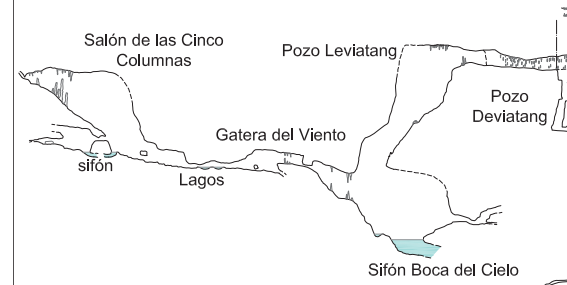 Salón de las Cinco
Columnas
Pozo Leviatang
Pozo
Deviatang
Gatera del Viento
sifón
Lagos
Sifón Boca del Cielo